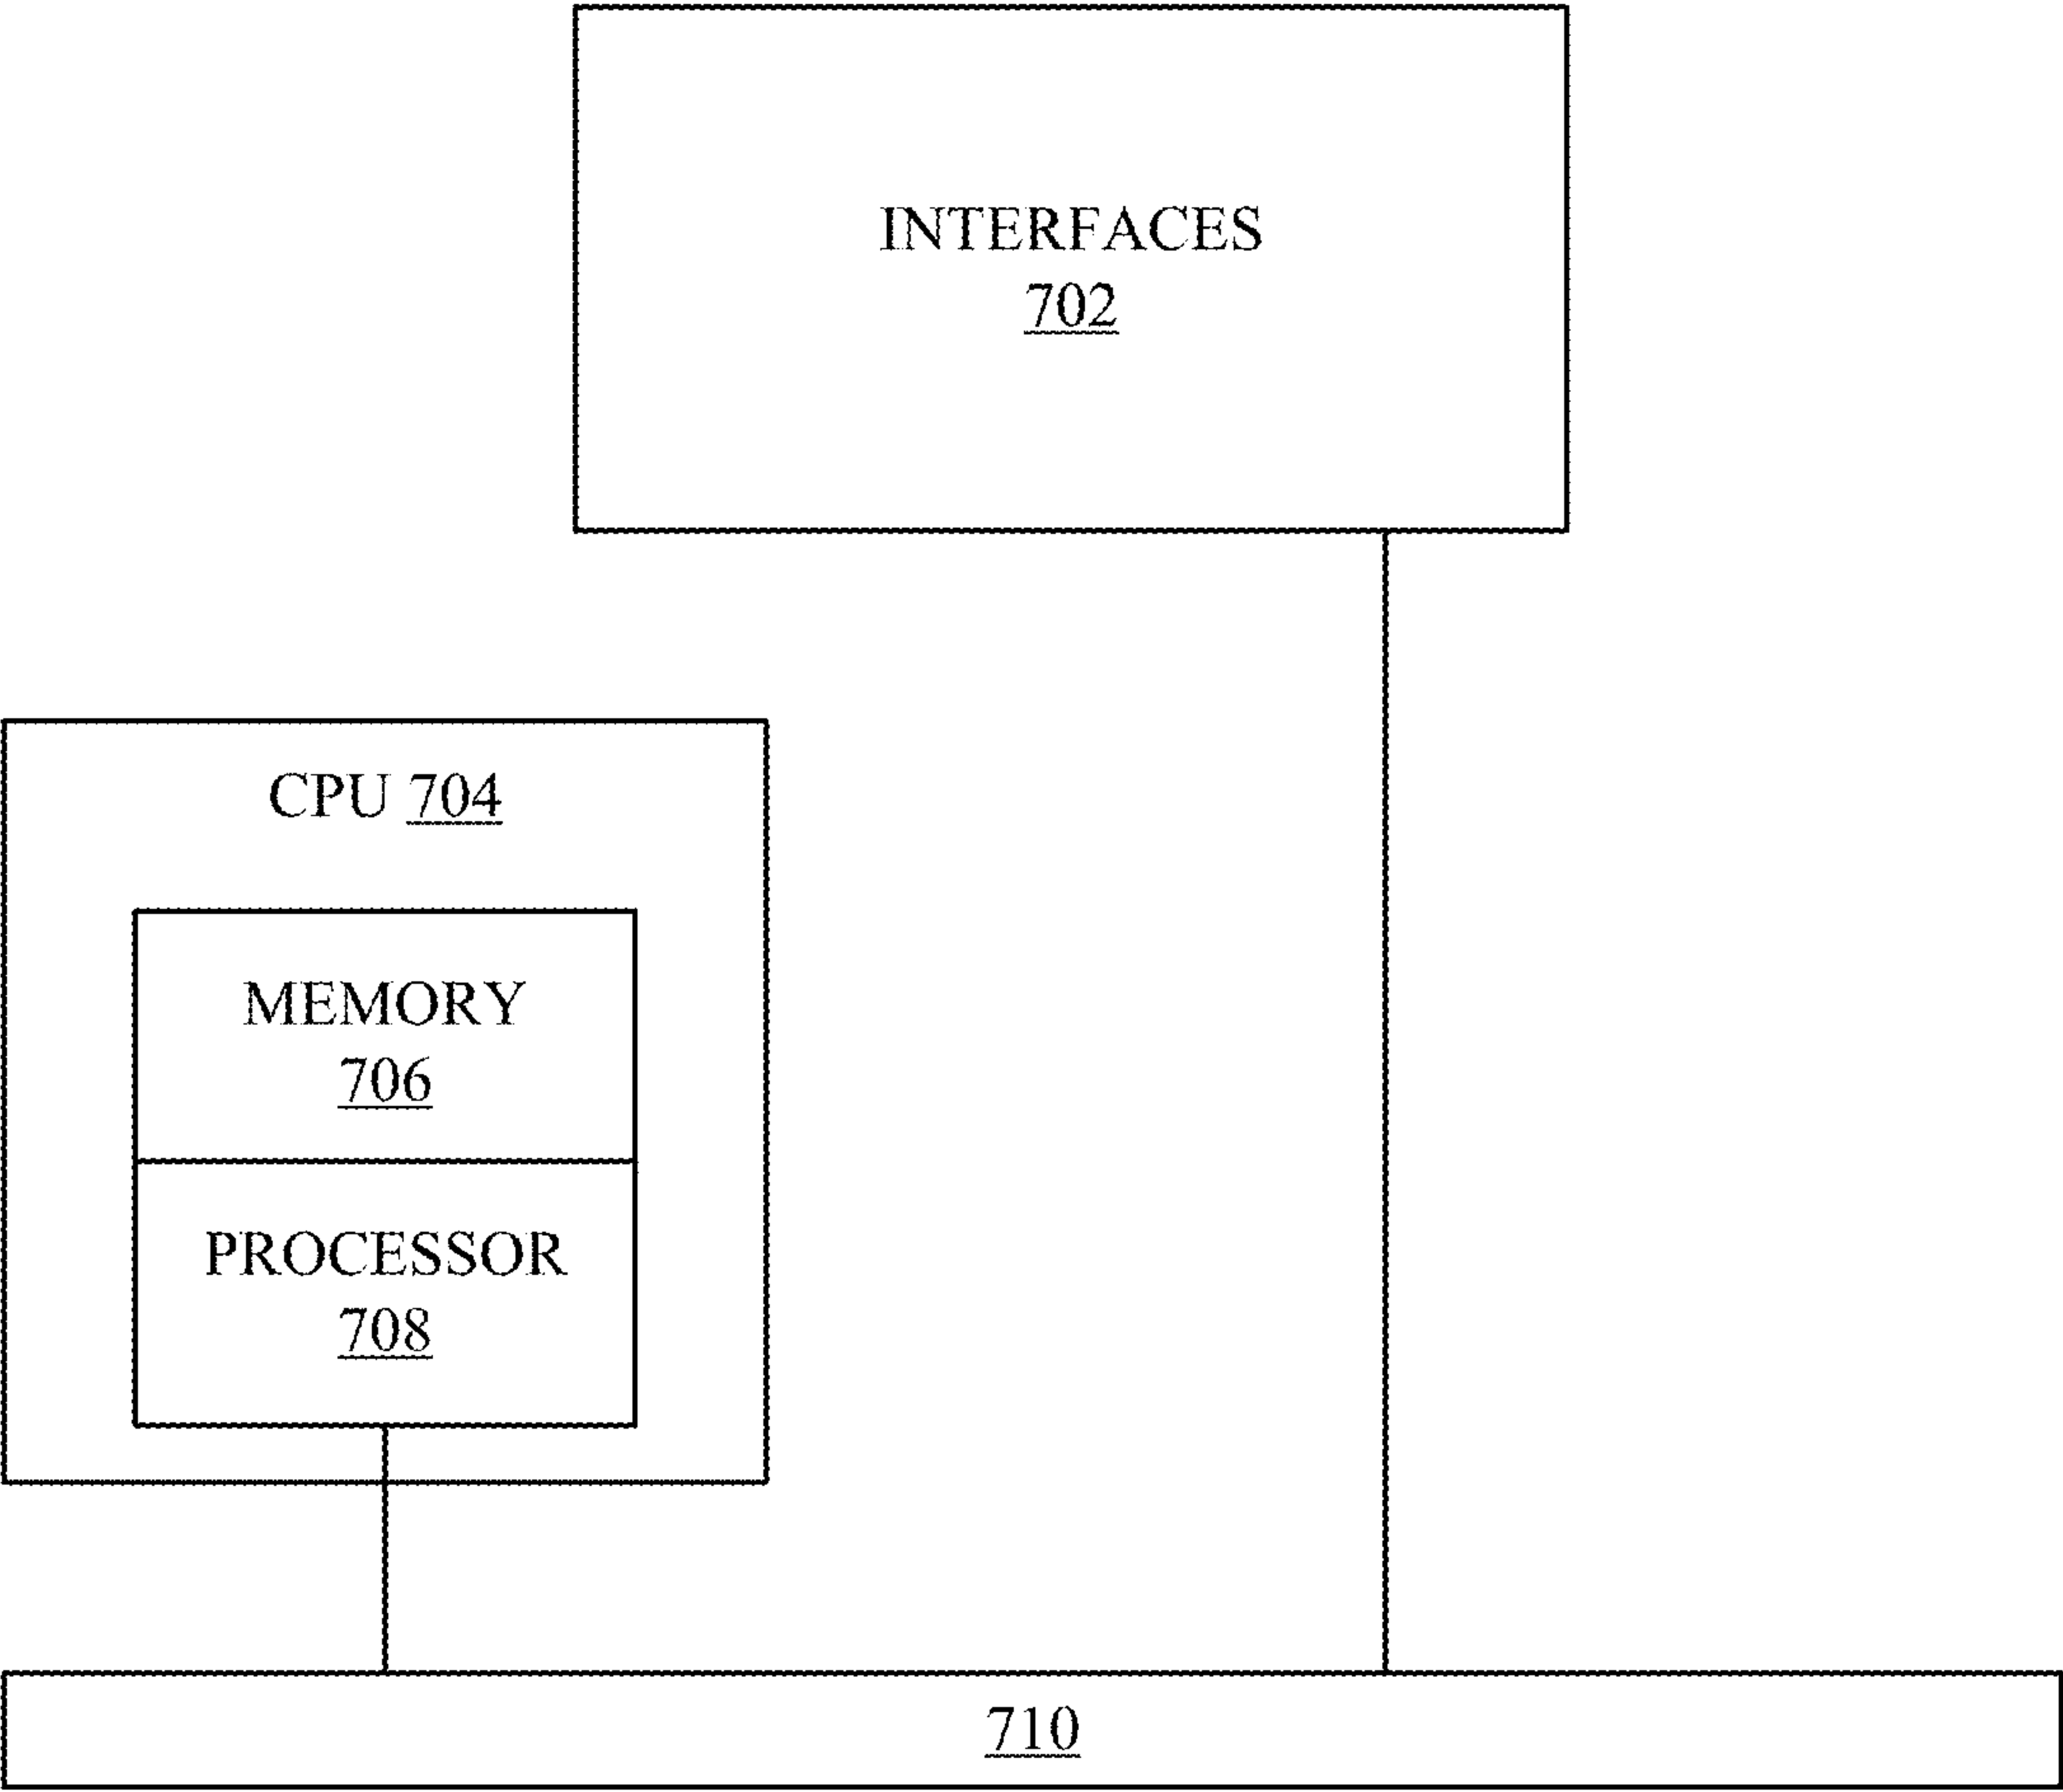 INTERFACES
702
CPU 704
MEMORY
706
PROCESSOR
708
710